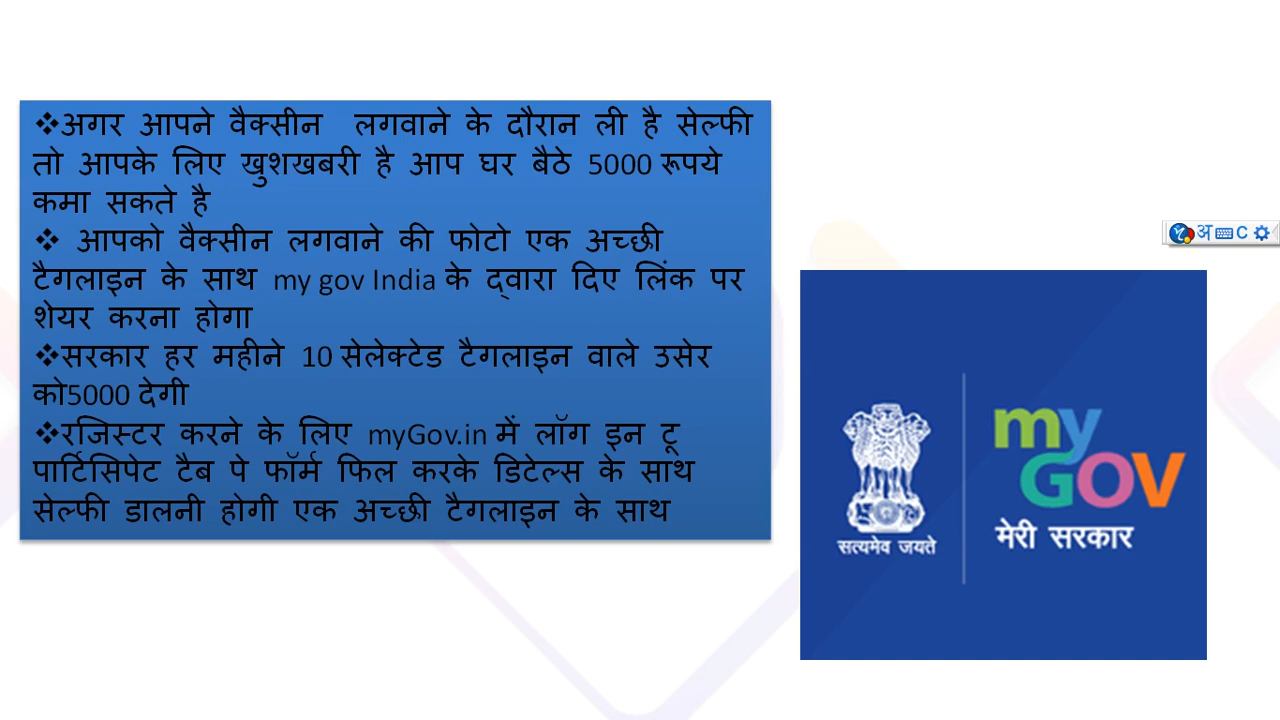 ❖अगर आपने वैक्सीन लगवाने के दौरान ली है सेल्फी
तो आपके लिए खुशखबरी है आप घर बैठे 5000 रूपये
कमा सकते है
❖ आपको वैक्सीन लगवाने की फोटो एक अच्छी
टैगलाइन के साथ my gov India के द्वारा दिए लिंक पर
शेयर करना होगा
❖सरकार हर महीने 10 सेलेक्टेड टैगलाइन वाले उसेर
को5000 देगी
❖रजिस्टर करने के लिए myGov.in में लॉग इन टू
पार्टिसिपेट टैब पे फॉर्म फिल करके डिटेल्स के साथ
सेल्फी डालनी होगी एक अच्छी टैगलाइन के साथ
अ C
my
GOV
मेरी सरकार
सत्यमेव जयते